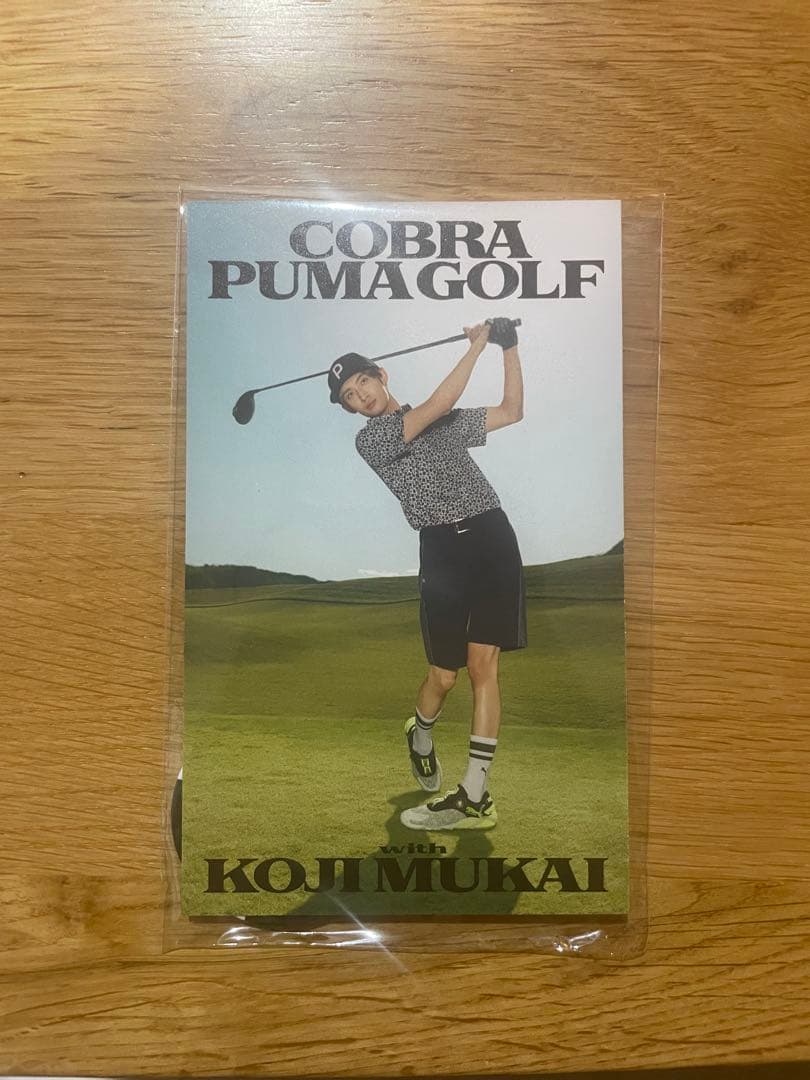 COBRA
PUMA GOLF
P
with
KOJI MUKAI